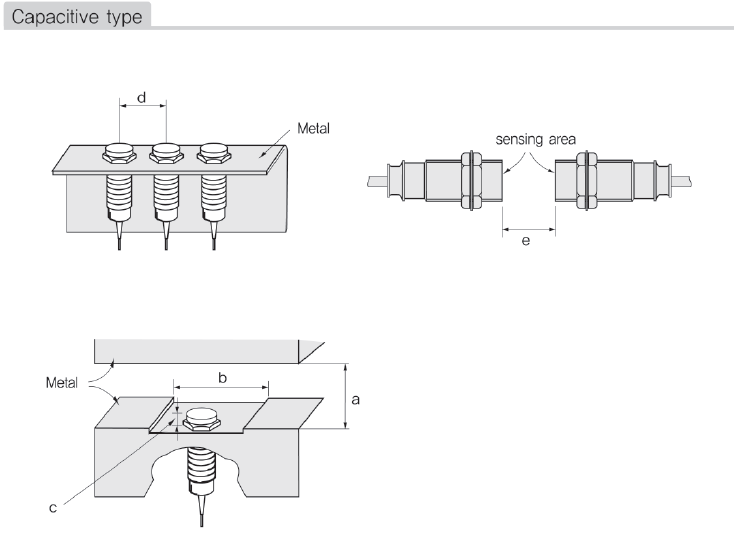 Capacitive type
d
Metal
sensing area
e
Metal
b
a
c